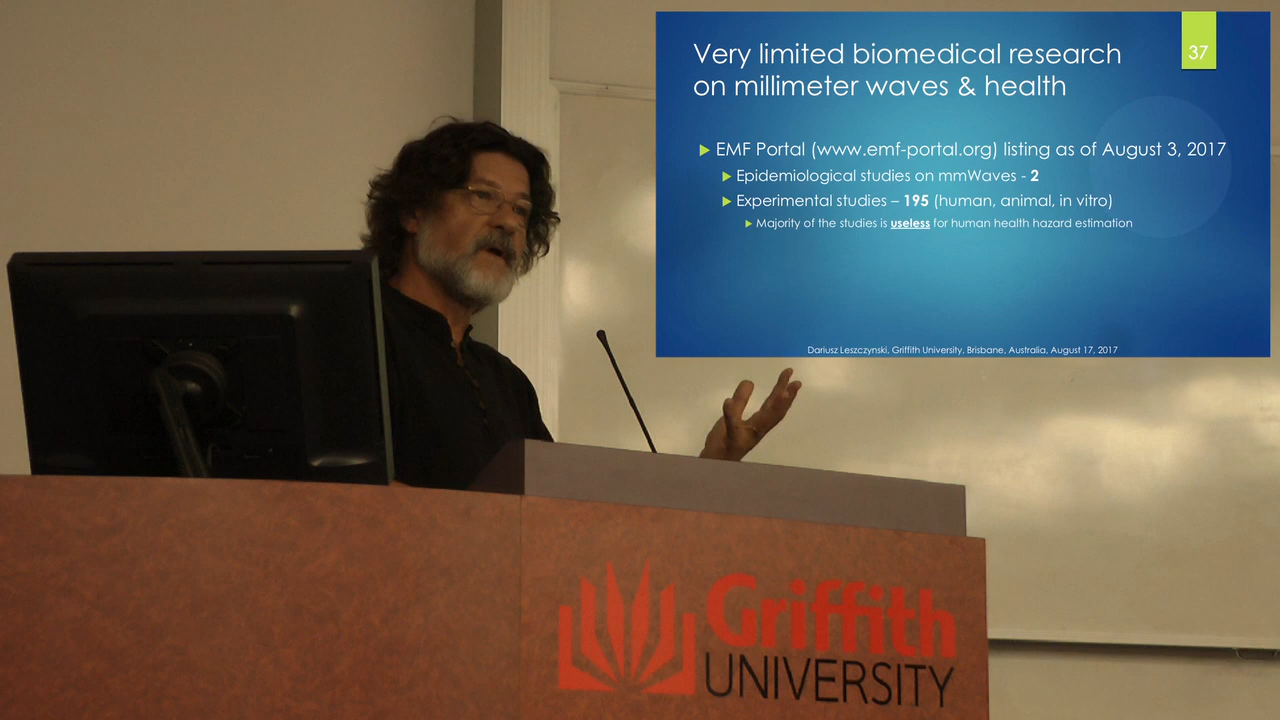 Very limited biomedical research
on millimeter waves & health
37
EMF Portal (www.emf-portal.org) listing as of August 3, 2017
Epidemiological studies on mmWaves - 2
Experimental studies – 195 (human, animal, in vitro)
Majority of the studies is useless for human health hazard estimation
Dariusz Leszczynski, Griffith University, Brisbane, Australia, August 17, 2017
Griffith
UNIVERSITY